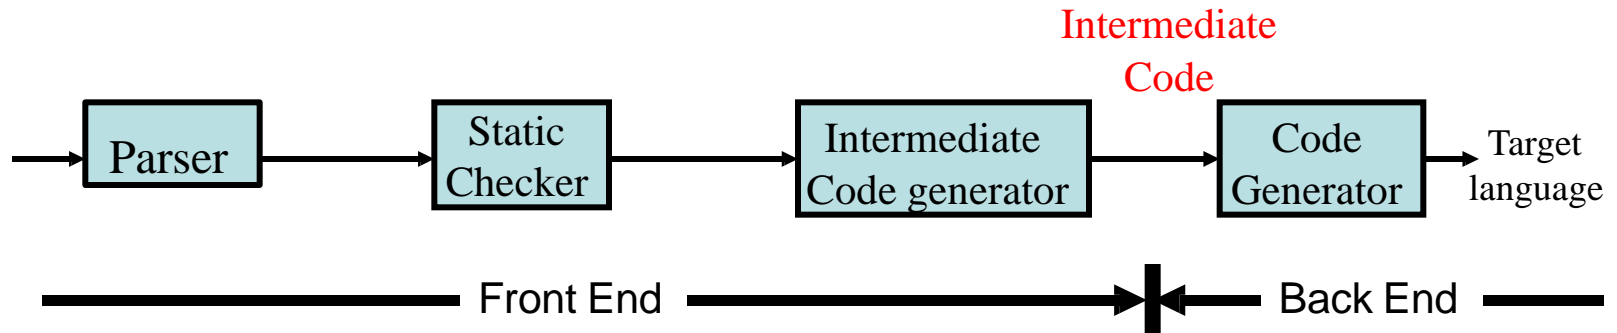 Intermediate
Code
Parser
Static
Checker
Intermediate
Code generator
Code
Generator
Target
language
Front End
Back End